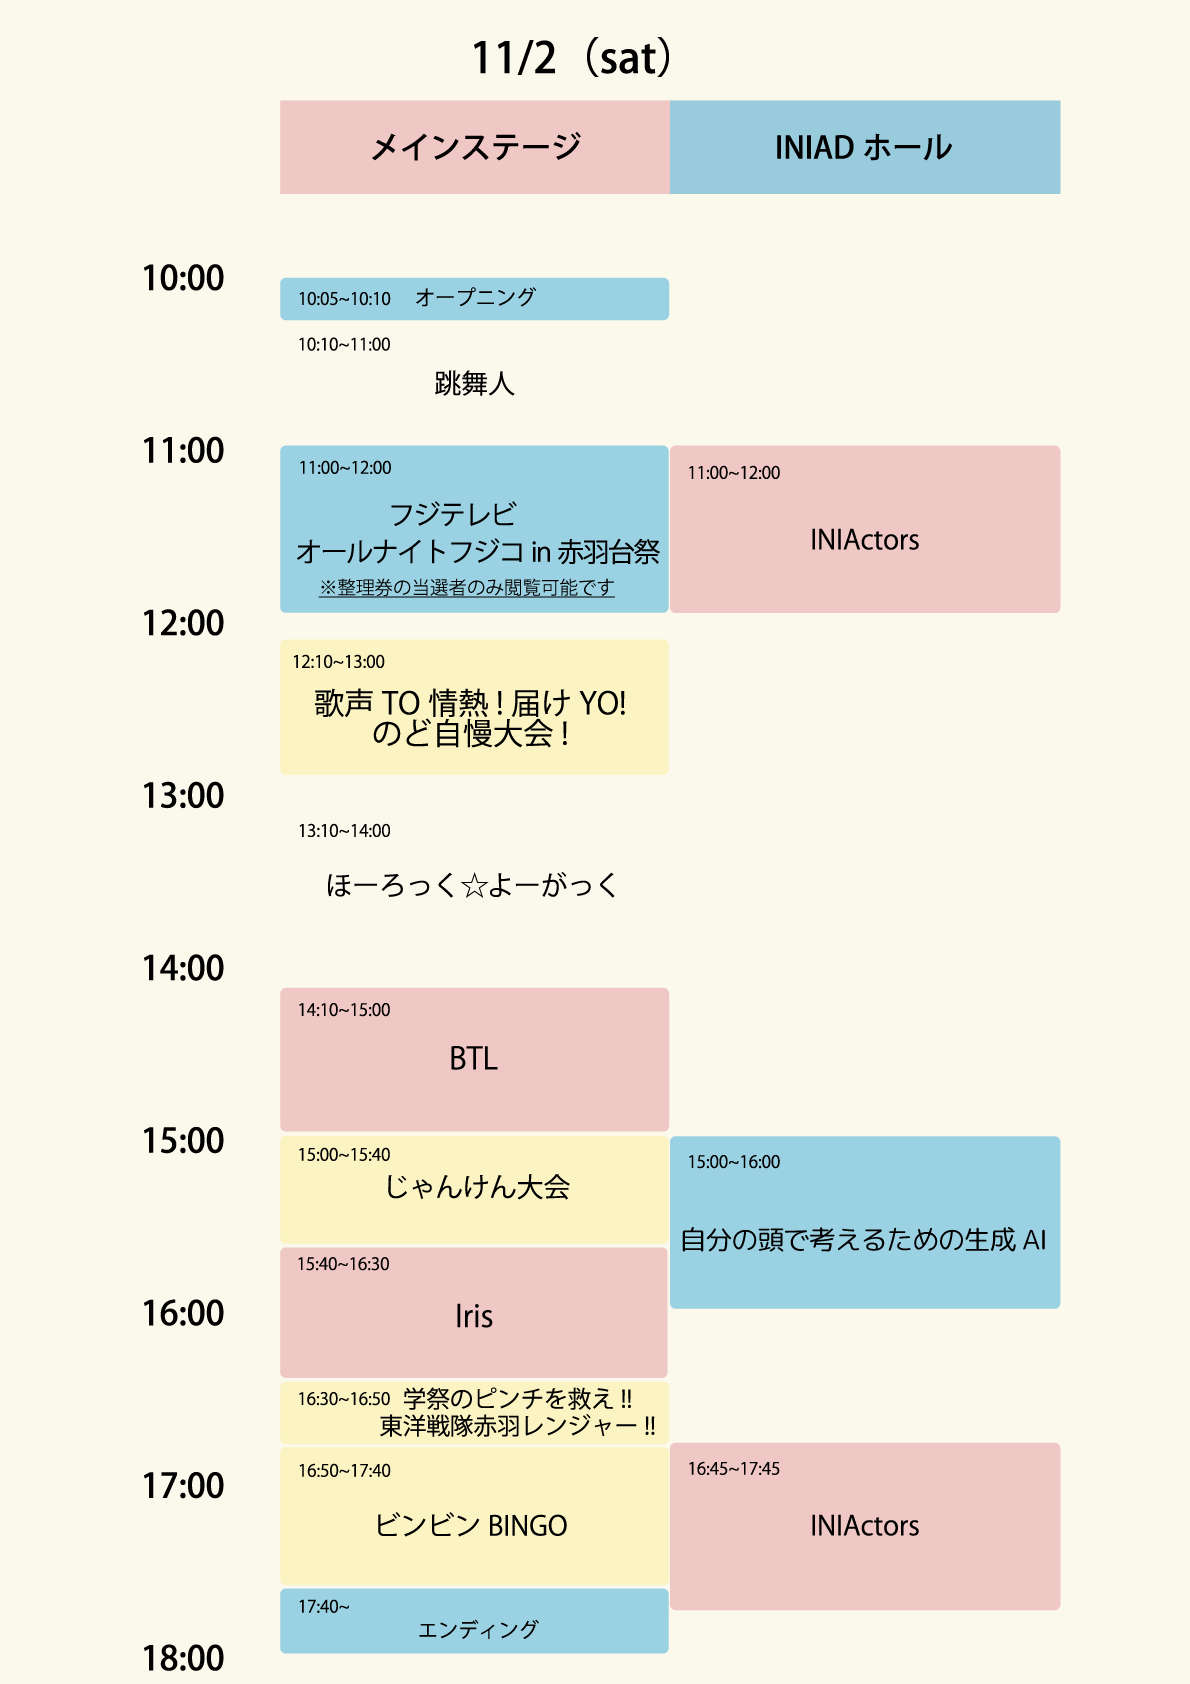 11/2（sat）
メインステージ
INIAD ホール
10:00
10:05~10:10 オープニング
10:10~11:00
跳舞人
11:00
11:00~12:00
フジテレビ
オールナイトフジコ in 赤羽台祭
※整理券の当選者のみ閲覧可能です
11:00~12:00
INIActors
12:00
12:10~13:00
歌声 TO 情熱 ! 届け YO!
のど自慢大会 !
13:00
13:10~14:00
ほーろっく☆よーがっく
14:00
14:10~15:00
BTL
15:00
15:00~15:40
じゃんけん大会
15:00~16:00
自分の頭で考えるための生成 AI
15:40~16:30
Iris
16:00
16:30~16:50 学祭のピンチを救え !!
東洋戦隊赤羽レンジャー !!
16:45~17:45
INIActors
17:00
16:50~17:40
ビンビン BINGO
17:40~
エンディング
18:00